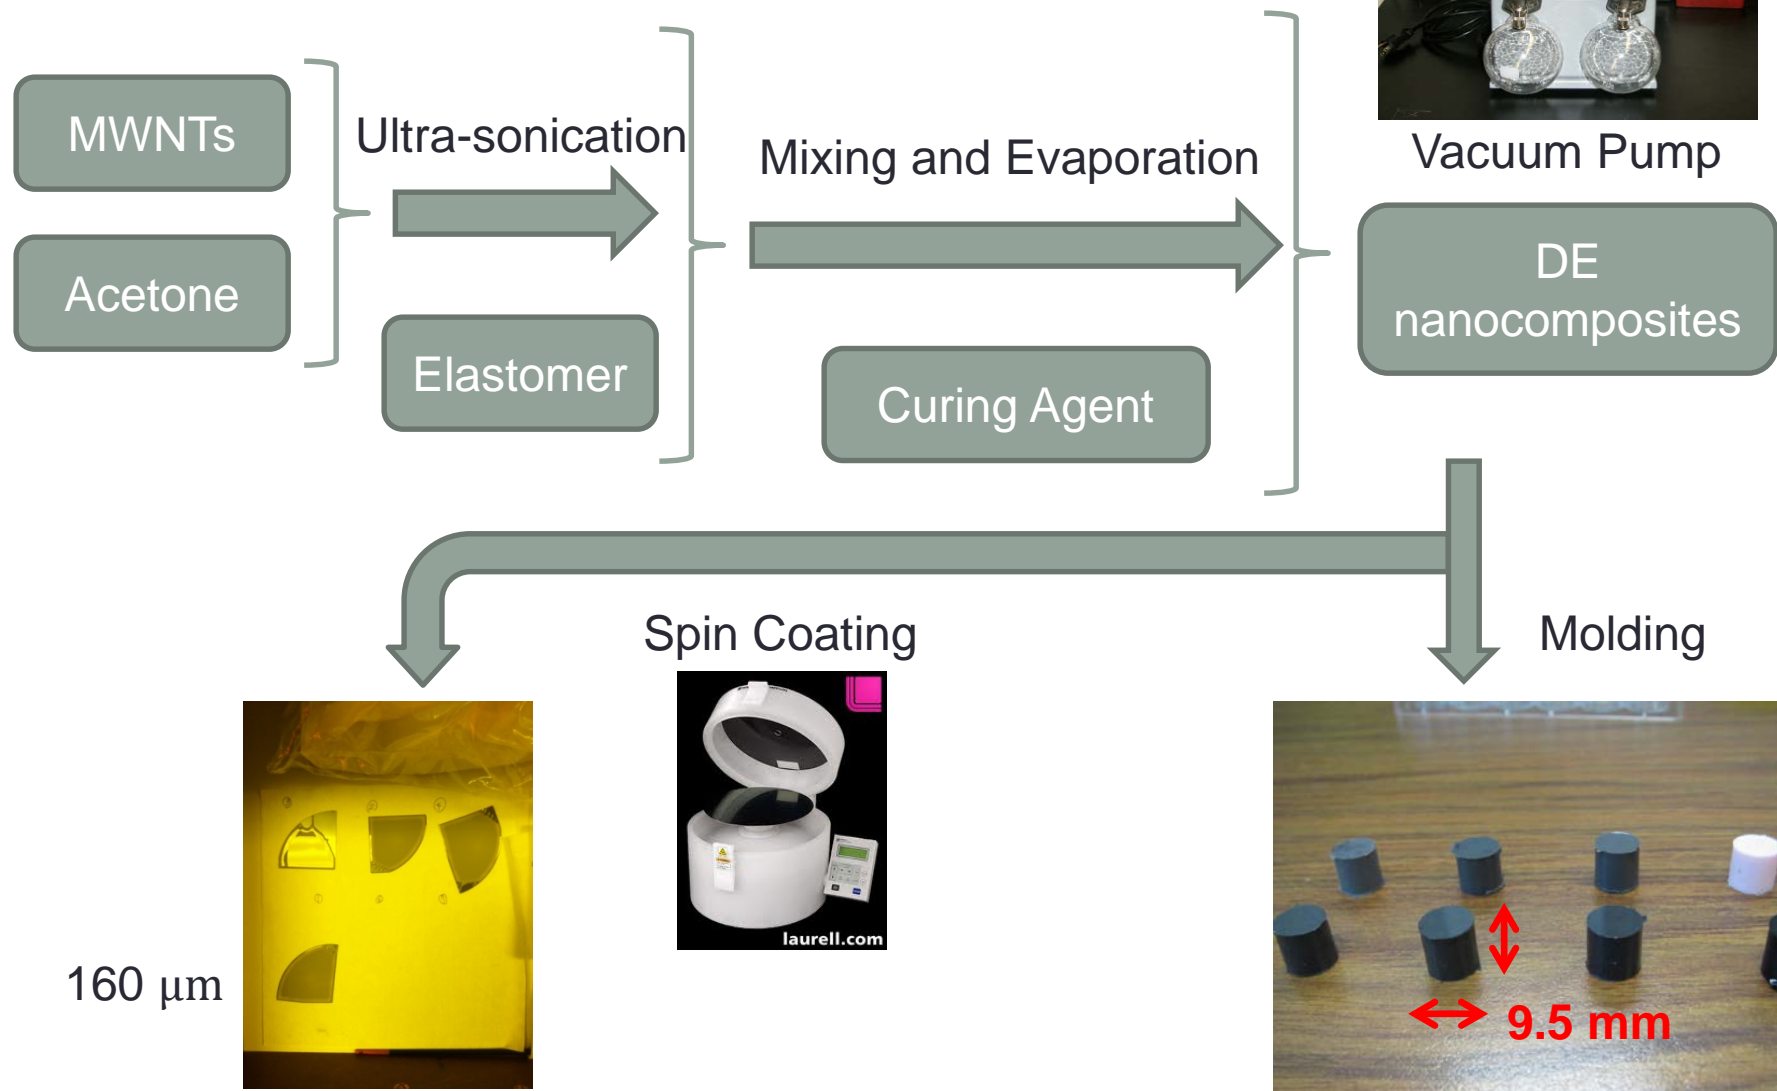 MWNTs
Ultra-sonication
Mixing and Evaporation
Vacuum Pump
Acetone
Elastomer
Curing Agent
DE
nanocomposites
Spin Coating
Molding
laurell.com
160 μm
9.5 mm